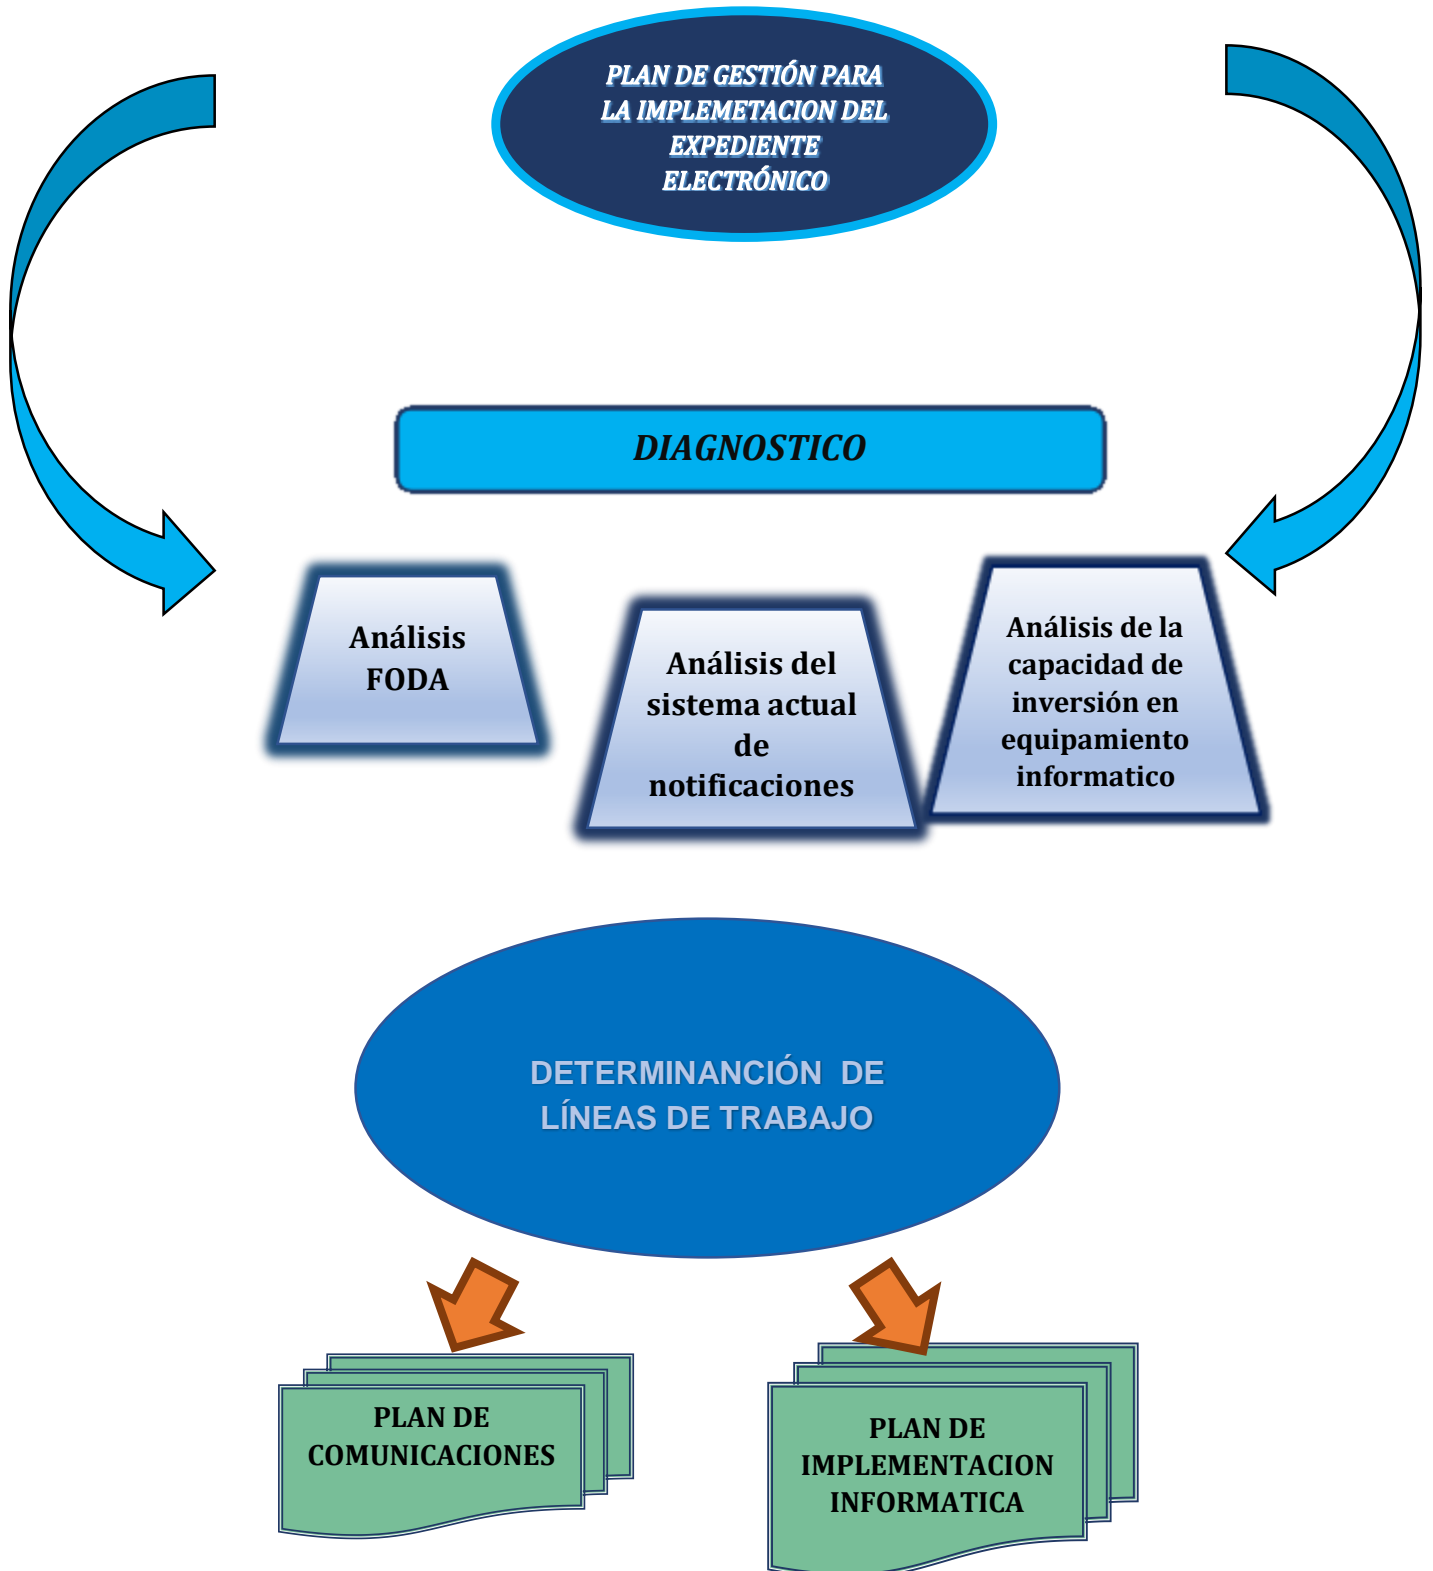 PLAN DE GESTIÓN PARA
LA IMPLEMETACION DEL
EXPEDIENTE
ELECTRÓNICO
DIAGNOSTICO
Análisis
FODA
Análisis del
sistema actual
de
notificaciones
Análisis de la
capacidad de
inversión en
equipamiento
informatico
DETERMINANCIÓN DE
LÍNEAS DE TRABAJO
PLAN DE
COMUNICACIONES
PLAN DE
IMPLEMENTACION
INFORMATICA